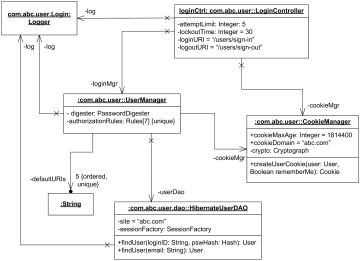 com.abc.user.Login:
Logger
-log
loginCtrl: com.abc.user::LoginController
-attemptLimit: Integer: 5
-lockoutTime: Integer = 30
-loginURI = "/users/sign-in"
-logoutURI = "/users/sign-out"
-log
-log
-loginMgr
:com.abc.user::UserManager
- digester: PasswordDigester
-authorizationRules: Rules[7] {unique}
-cookieMgr
:com.abc.user::CookieManager
+cookieMaxAge: Integer = 1814400
+cookieDomain = "abc.com"
-crypto: Cryptograph
+createUserCookie(user: User,
Boolean rememberMe): Cookie
-cookieMgr
5 {ordered,
unique}
-defaultURIs
:String
-userDao
:com.abc.user.dao::HibernateUserDAO
-site = "abc.com"
-sessionFactory: SessionFactory
+findUser(loginID: String, pswHash: Hash): User
+findUser(email: String): User